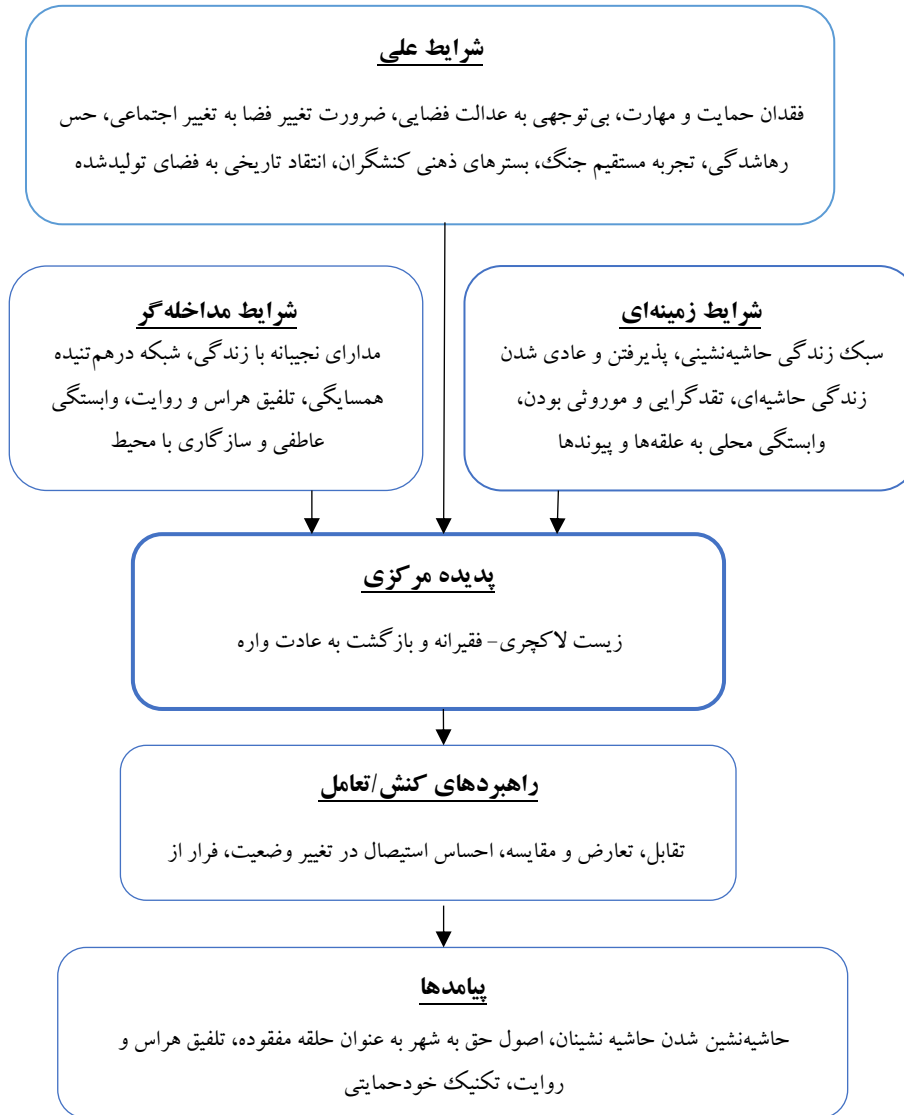 شرایط علی
فقدان حمایت و مهارت، بی‌توجهی به عدالت فضایی، ضرورت تغییر فضا به تغییر اجتماعی، حس
رهاشدگی، تجربه مستقیم جنگ، بسترهای ذهنی کنشگران، انتقاد تاریخی به فضای تولیدشده
شرایط زمینه‌ای
سبک زندگی حاشیه‌نشینی، پذیرفتن و عادی شدن
زندگی حاشیه‌ای، تقدگرایی و موروثی بودن،
وابستگی محلی به علقه‌ها و پیوندها
شرایط مداخله‌گر
مدارای نجیبانه با زندگی، شبکه درهم‌تنیده
همسایگی، تلفیق هراس و روایت، وابستگی
عاطفی و سازگاری با محیط
پدیده مرکزی
زیست لاکچری- فقیرانه و بازگشت به عادت واره
راهبردهای کنش/تعامل
تقابل، تعارض و مقایسه، احساس استیصال در تغییر وضعیت، فرار از
پیامدها
حاشیه‌نشین شدن حاشیه نشینان، اصول حق به شهر به عنوان حلقه مفقوده، تلفیق هراس و
روایت، تکنیک خودحمایتی